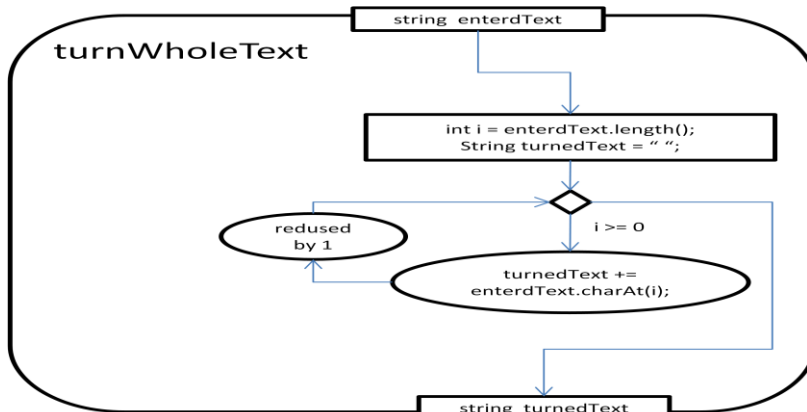 string enterdText
turnWholeText
int i = enterdText.length();
String turnedText = “ “;
i >= 0
redused
by 1
turnedText +=
enterdText.charAt(i);
string turnedText